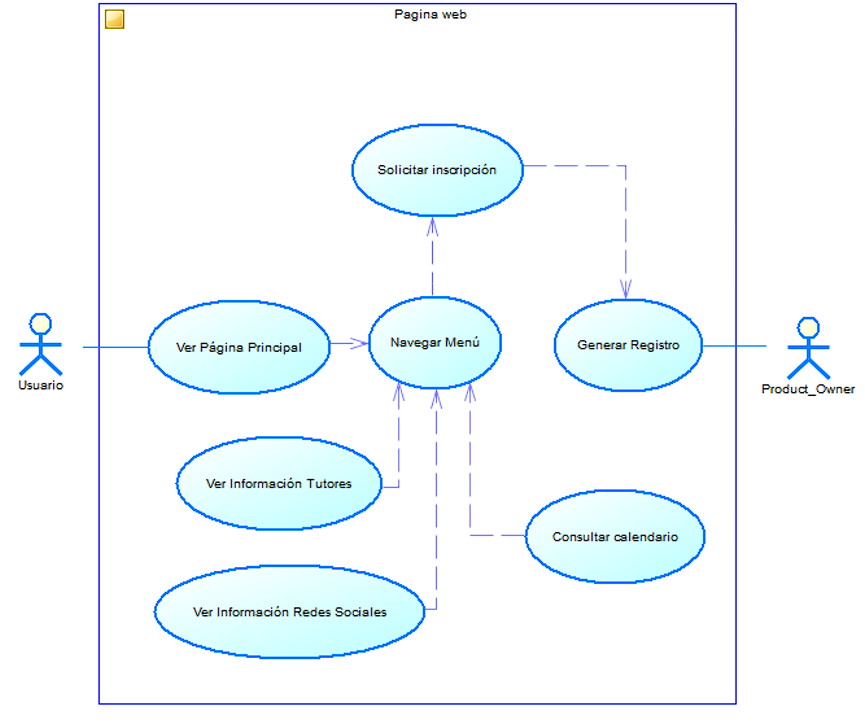 Pagina web
Solicitar inscripción
Ver Página Principal
Navegar Menú
Generar Registro
Usuario
Product_Owner
Ver Información Tutores
Consultar calendario
Ver Información Redes Sociales